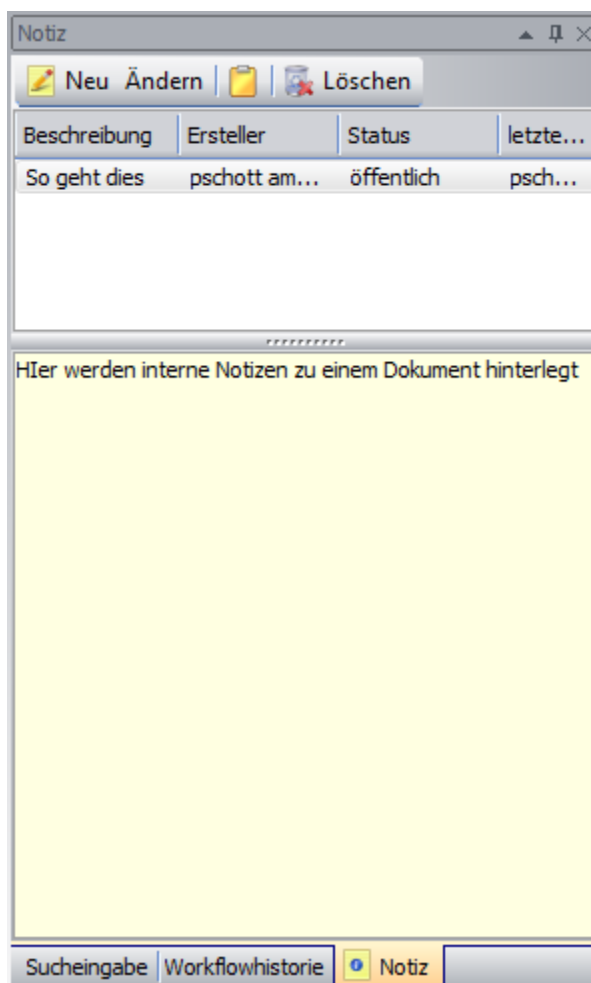 Notiz
Neu Ändern Löschen
Beschreibung Ersteller Status letzte...
So geht dies pschott am... öffentlich psch...
HIer werden interne Notizen zu einem Dokument hinterlegt
Sucheingabe Workflowhistorie Notiz